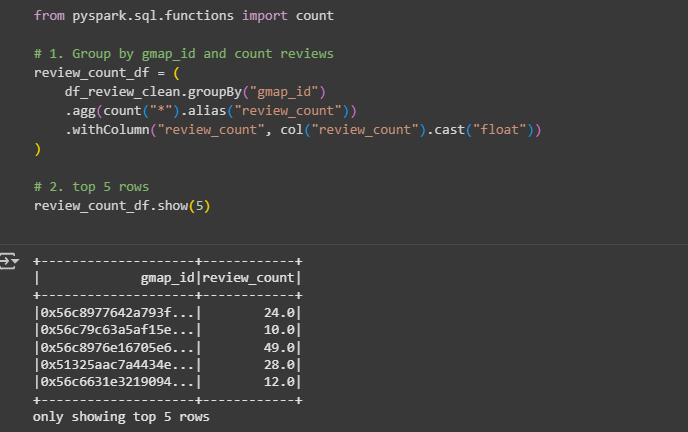 from pyspark.sql.functions import count
# 1. Group by gmap_id and count reviews
review_count_df = (
    df_review_clean.groupBy("gmap_id")
    .agg(count("*").alias("review_count"))
    .withColumn("review_count", col("review_count").cast("float"))
)
# 2. top 5 rows
review_count_df.show(5)
+--------------------+------------+
|             gmap_id|review_count|
+--------------------+------------+
|0x56c8977642a793f...|        24.0|
|0x56c79c63a5af15e...|        10.0|
|0x56c8976e16705e6...|        49.0|
|0x51325aac7a4434e...|        28.0|
|0x56c6631e3219094...|        12.0|
+--------------------+------------+
only showing top 5 rows